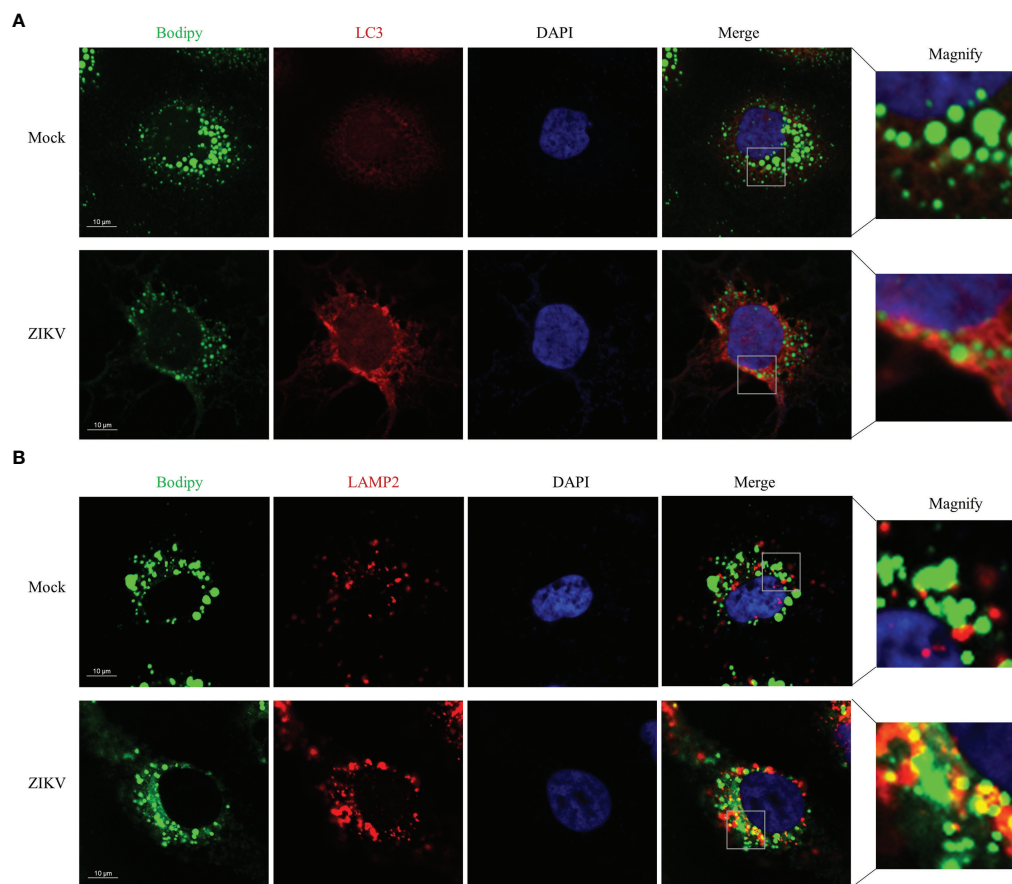 A
Bodipy LC3 DAPI Merge
Magnify
Mock
10 µm
ZIKV
10 µm
B
Bodipy LAMP2 DAPI Merge
Magnify
Mock
10 µm
ZIKV
10 µm